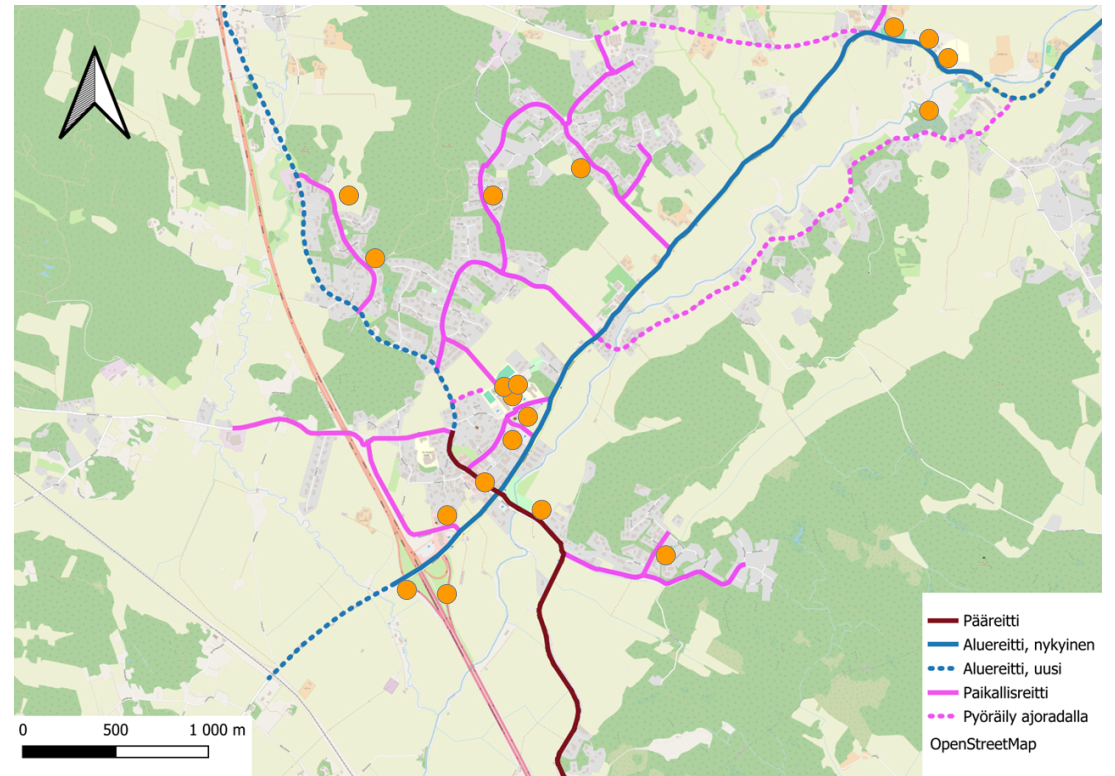 0 500 1 000 m
Pääreitti
Aluereitti, nykyinen
Aluereitti, uusi
Paikallisreitti
Pyöräily ajoradalla
OpenStreetMap